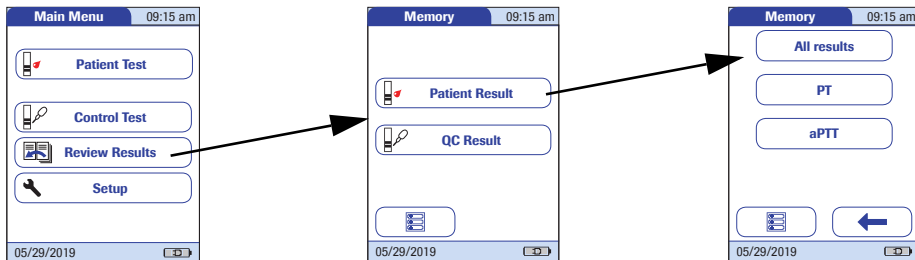 Main Menu 09:15 am
Patient Test
Control Test
Review Results
Setup
05/29/2019
Memory 09:15 am
Patient Result
QC Result
05/29/2019
Memory 09:15 am
All results
PT
aPTT
05/29/2019